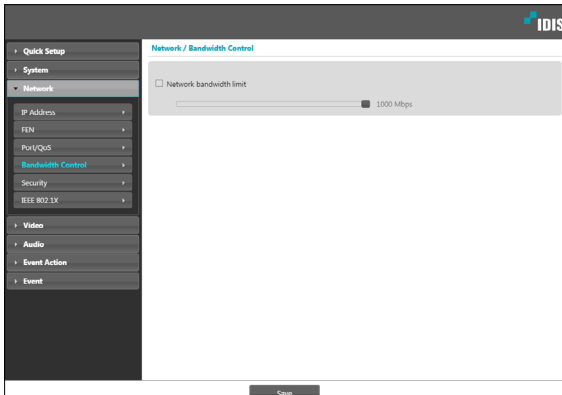 IDIS
Quick Setup
System
Network
IP Address
FEN
Port/QoS
Bandwidth Control
Security
IEEE 802.1X
Video
Audio
Event Action
Event
Network / Bandwidth Control
Network bandwidth limit
1000 Mbps
Save